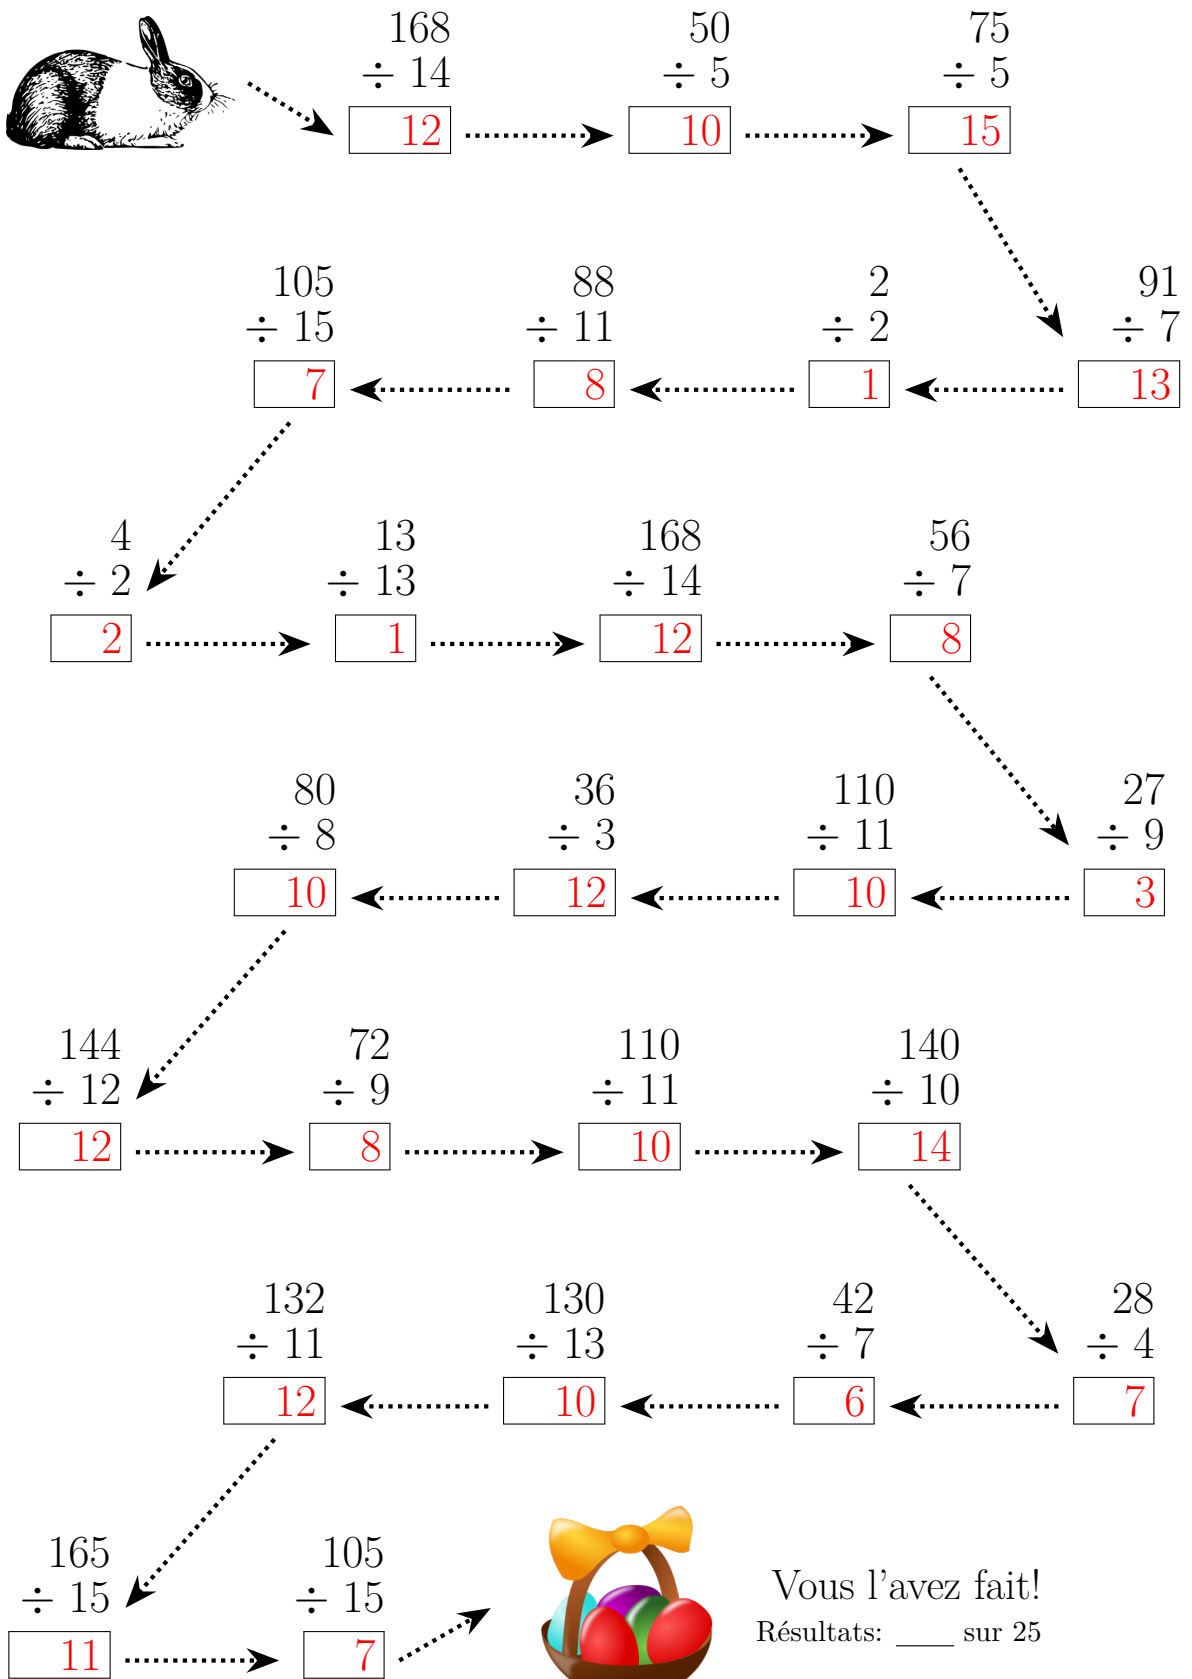 168 50 75
÷ 14 ÷ 5 ÷ 5
12 10 15
105 88 2 91
÷ 15 ÷ 11 ÷ 2 ÷ 7
7 8 1 13
4 13 168 56
÷ 2 ÷ 13 ÷ 14 ÷ 7
2 1 12 8
80 36 110 27
÷ 8 ÷ 3 ÷ 11 ÷ 9
10 12 10 3
144 72 110 140
÷ 12 ÷ 9 ÷ 11 ÷ 10
12 8 10 14
132 130 42 28
÷ 11 ÷ 13 ÷ 7 ÷ 4
12 10 6 7
165 105
÷ 15 ÷ 15
11 7
Vous l'avez fait!
Résultats: ____ sur 25